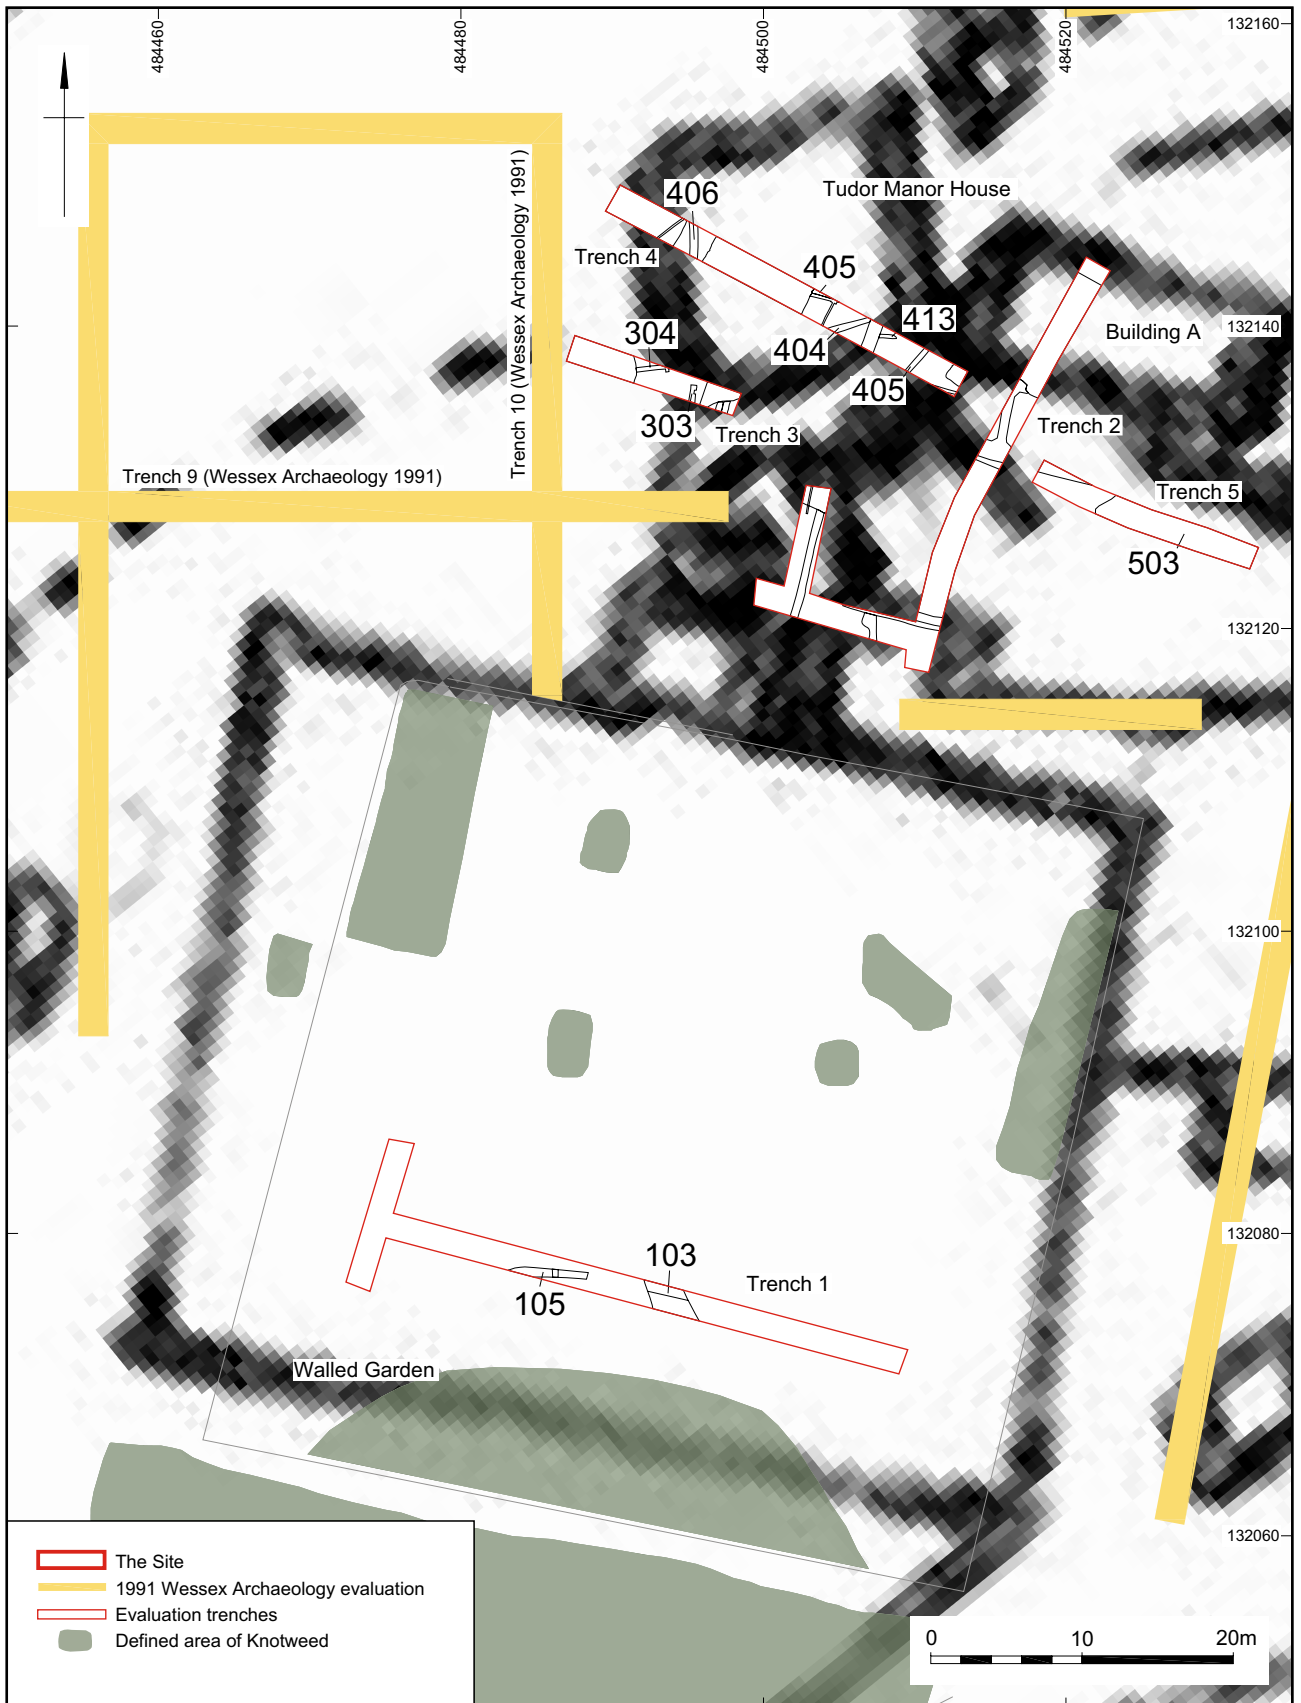 484460
484480
484500
484520
132160
Tudor Manor House
406
Trench 4
405
413
304
404
405
303
Trench 3
Building A
132140
Trench 2
Trench 10 (Wessex Archaeology 1991)
Trench 9 (Wessex Archaeology 1991)
Trench 5
503
132120
132100
132080
103
Trench 1
105
Walled Garden
132060
The Site
1991 Wessex Archaeology evaluation
Evaluation trenches
Defined area of Knotweed
0 10 20m